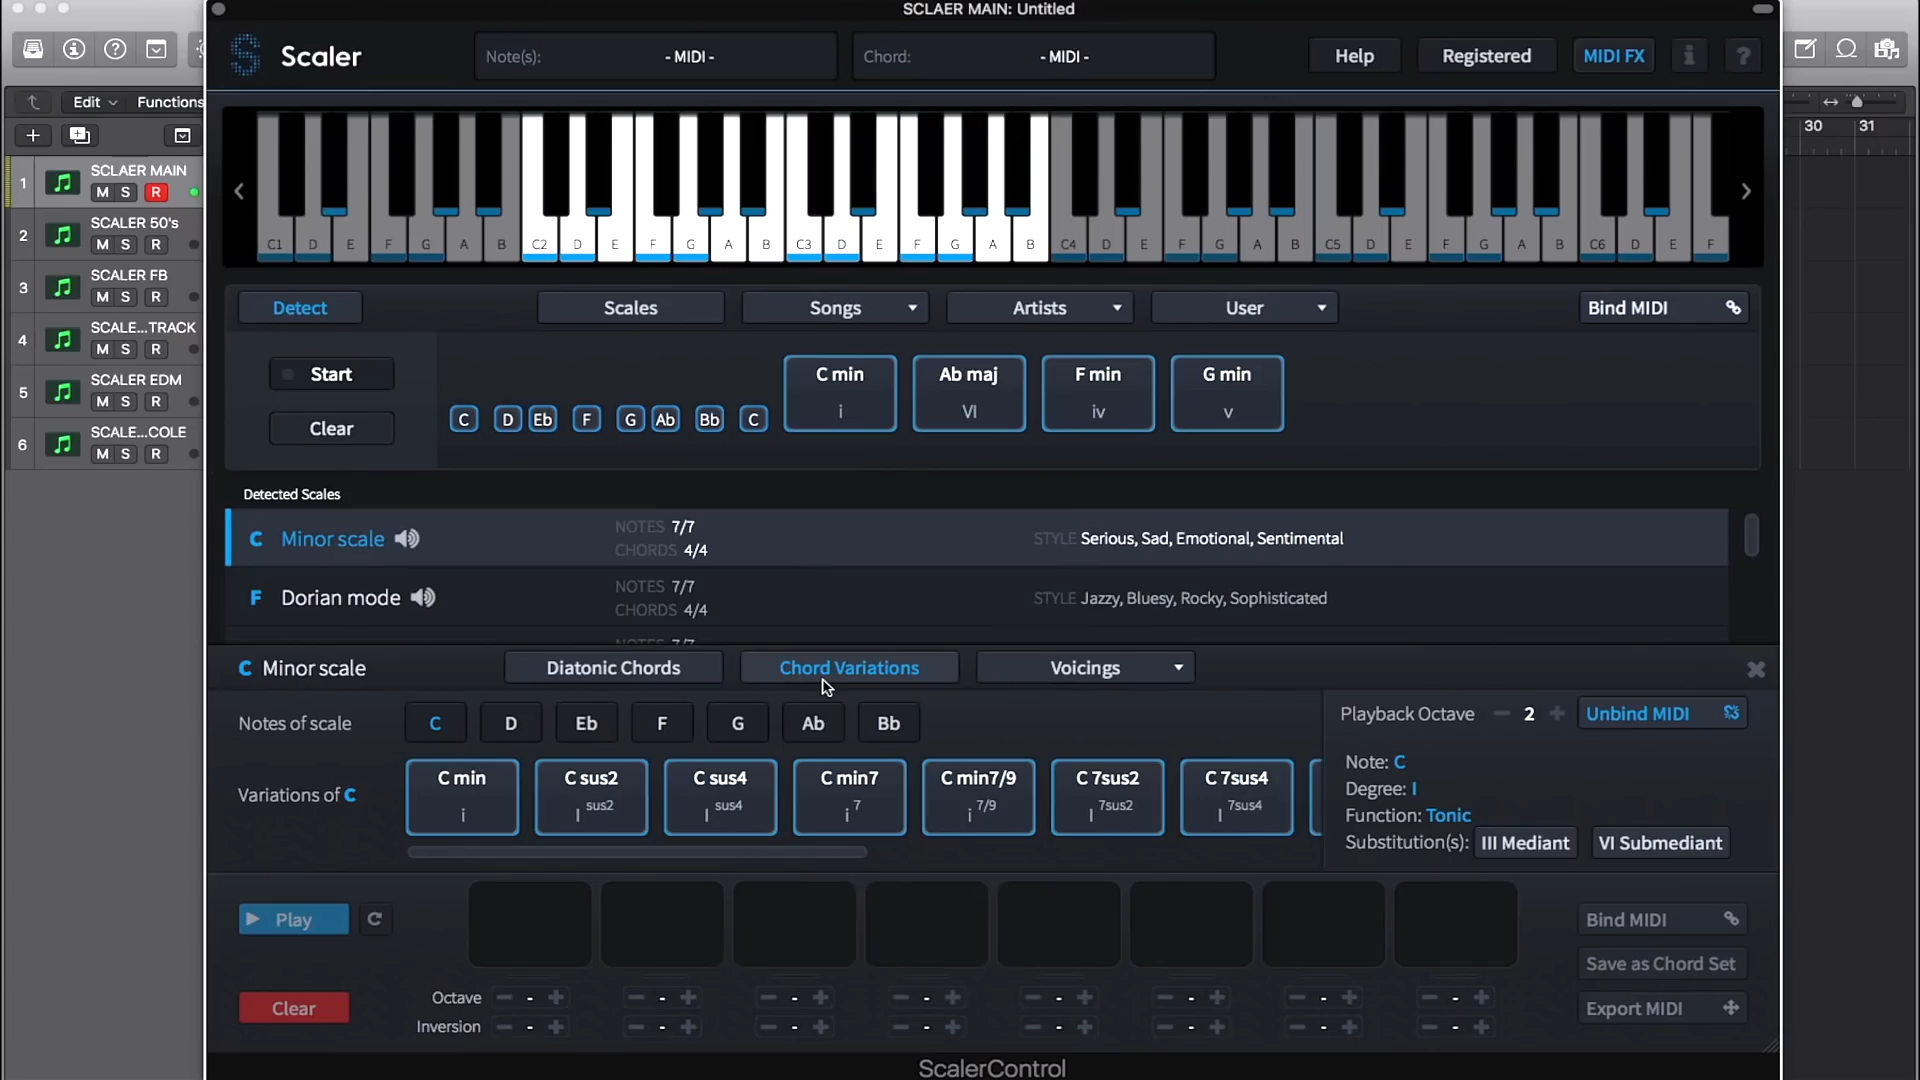 SCLAER MAIN: Untitled
Scaler
Note(s): - MIDI -
Chord: - MIDI -
Help
Registered
MIDI FX
Edit
Functions
30 31
C1 D E F G A B C2 D E F G A B C3 D E F G A B C4 D E F G A B C5 D E F G A B C6 D E F
1 SCLAER MAIN
M S R
2 SCALER 50's
M S R
3 SCALER FB
M S R
4 SCALE...TRACK
M S R
5 SCALER EDM
M S R
6 SCALE...COLE
M S R
Detect
Scales
Songs
Artists
User
Bind MIDI
Start
Clear
C D Eb F G Ab Bb C
C min
i
Ab maj
VI
F min
iv
G min
v
Detected Scales
C Minor scale
NOTES 7/7
CHORDS 4/4
STYLE Serious, Sad, Emotional, Sentimental
F Dorian mode
NOTES 7/7
CHORDS 4/4
STYLE Jazzy, Bluesy, Rocky, Sophisticated
NOTES 7/7
C Minor scale
Diatonic Chords
Chord Variations
Voicings
Notes of scale
C D Eb F G Ab Bb
Playback Octave 2
Unbind MIDI
Variations of C
C min
i
C sus2
I sus2
C sus4
I sus4
C min7
i 7
C min7/9
i 7/9
C 7sus2
I 7sus2
C 7sus4
I 7sus4
Note: C
Degree: I
Function: Tonic
Substitution(s): III Mediant VI Submediant
Play
Bind MIDI
Save as Chord Set
Clear
Octave - - - - - - - -
Inversion - - - - - - - -
Export MIDI
ScalerControl